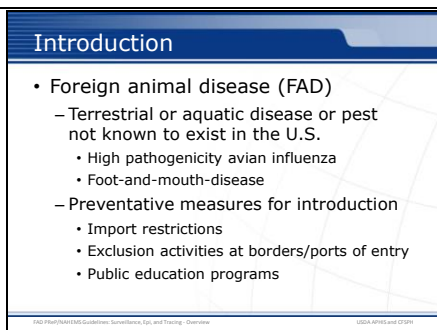 Introduction
• Foreign animal disease (FAD)
– Terrestrial or aquatic disease or pest
not known to exist in the U.S.
• High pathogenicity avian influenza
• Foot-and-mouth-disease
– Preventative measures for introduction
• Import restrictions
• Exclusion activities at borders/ports of entry
• Public education programs
FAD PReP/NAHEMS Guidelines: Surveillance, Epi, and Tracing - Overview
USDA APHIS and CFSPH